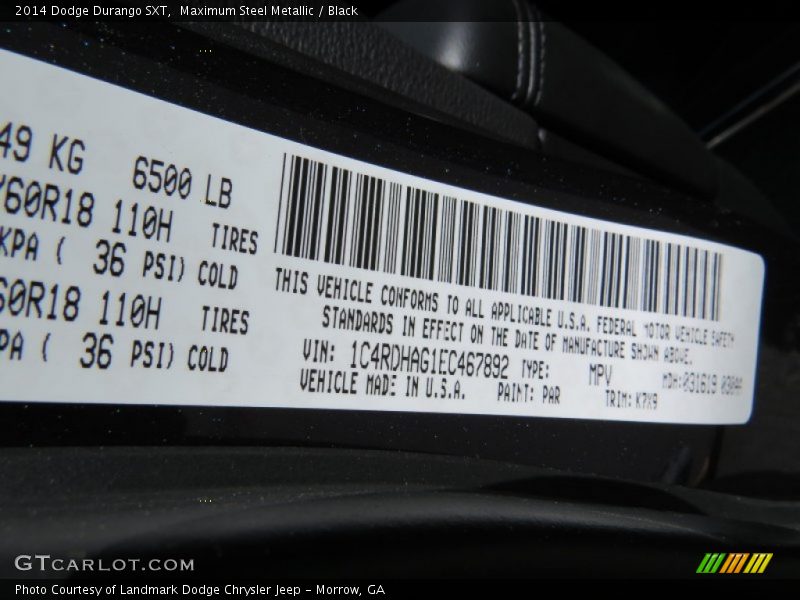 2014 Dodge Durango SXT, Maximum Steel Metallic / Black
49 KG 6500 LB
60R18 110H TIRES
KPA ( 36 PSI) COLD
60R18 110H TIRES
PA ( 36 PSI) COLD
THIS VEHICLE CONFORMS TO ALL APPLICABLE U.S.A. FEDERAL MOTOR VEHICLE SAFETY
STANDARDS IN EFFECT ON THE DATE OF MANUFACTURE SHOWN ABOVE.
VIN: 1C4RDHAG1EC467892 TYPE: MPV MDH:031619
VEHICLE MADE IN U.S.A. PAINT: PAR TRIM: K7X9
GTCARLOT.COM
Photo Courtesy of Landmark Dodge Chrysler Jeep - Morrow, GA